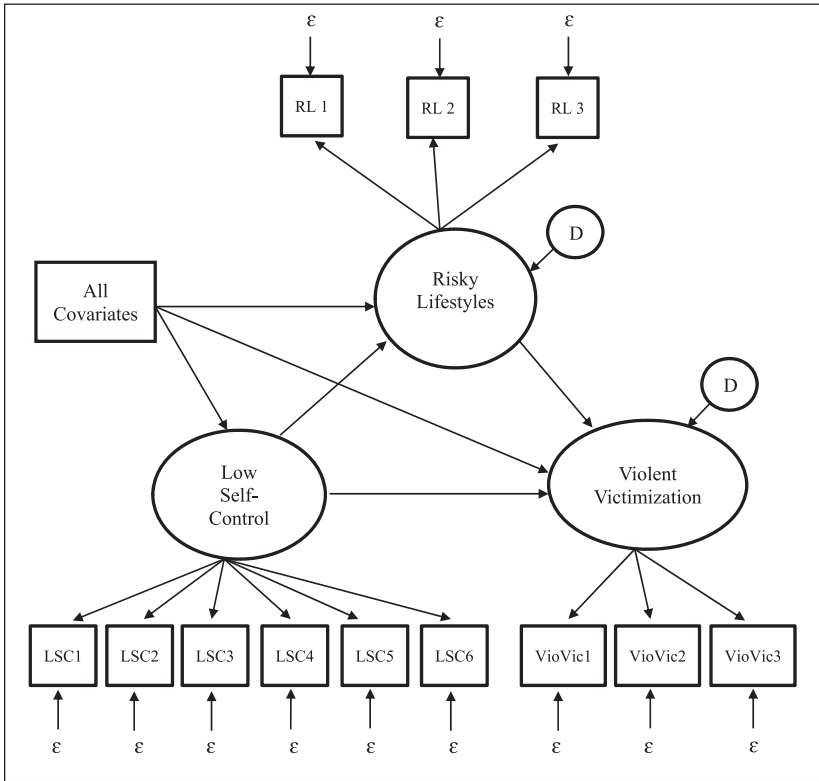 ε ε ε
RL 1 RL 2 RL 3
D
Risky
Lifestyles
All
Covariates
D
Low
Self-
Control
Violent
Victimization
LSC1 LSC2 LSC3 LSC4 LSC5 LSC6 VioVic1 VioVic2 VioVic3
ε ε ε ε ε ε ε ε ε